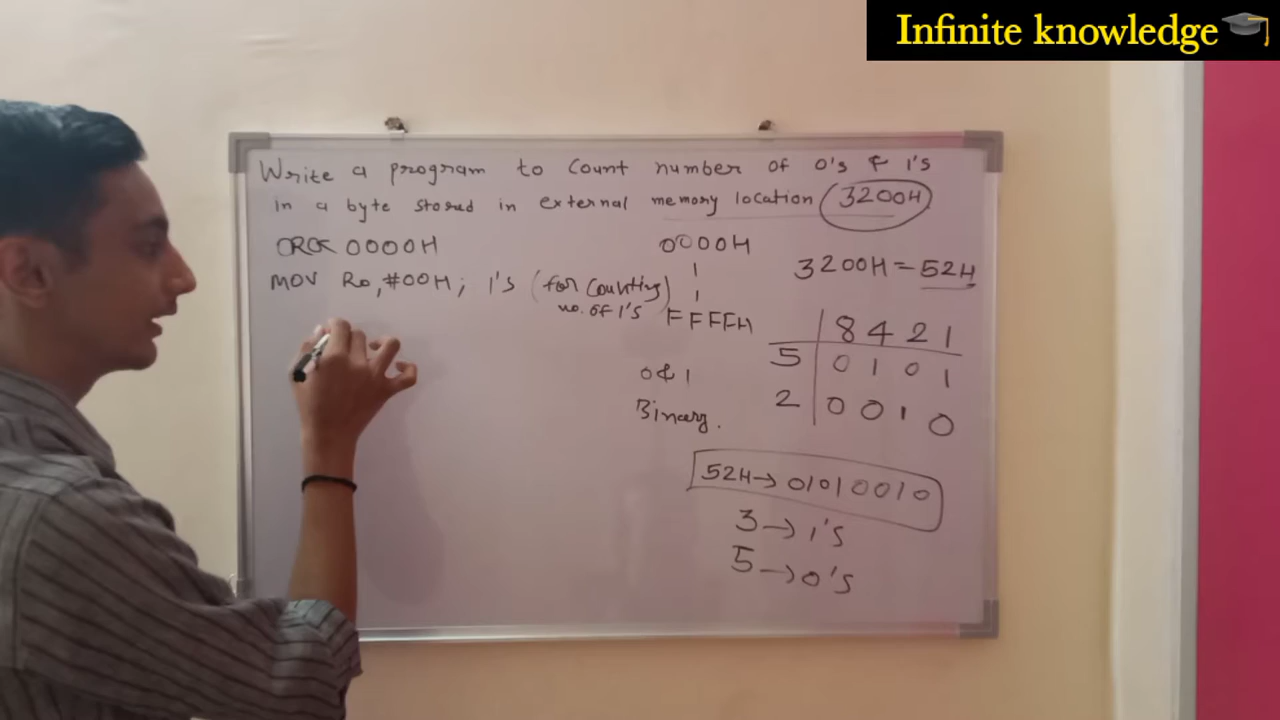 Infinite knowledge
Write a program to Count number of 0's & 1's
in a byte stored in external memory location 3200H
ORG 0000H
MOV R0, #00H; 1's (for Counting
no. of 1's)
0000H
FFFFH
0 & 1
Binary.
3200H = 52H
8 4 2 1
5 0 1 0 1
2 0 0 1 0
52H → 01010010
3 → 1's
5 → 0's